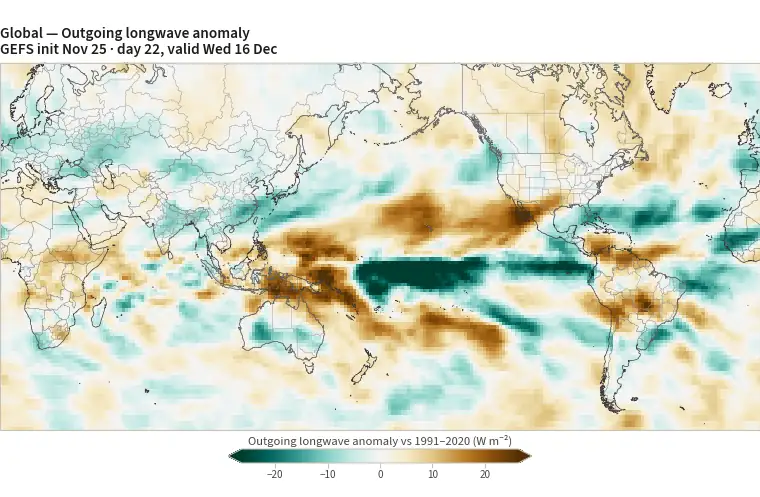 Global — Outgoing longwave anomaly
GEFS init Nov 25 · day 22, valid Wed 16 Dec
Outgoing longwave anomaly vs 1991–2020 (W m⁻²)
−20 −10 0 10 20